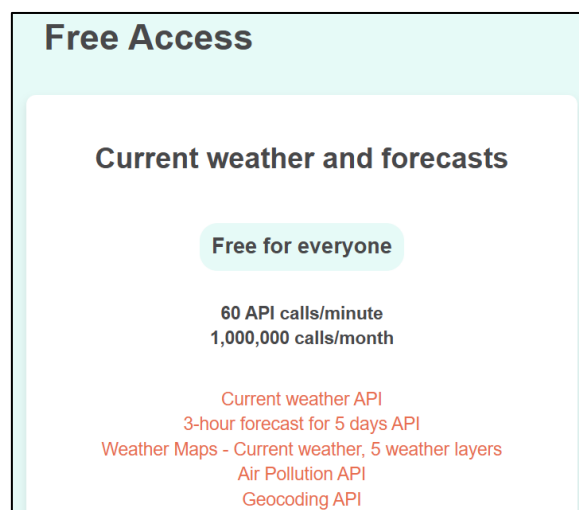 Free Access
Current weather and forecasts
Free for everyone
60 API calls/minute
1,000,000 calls/month
Current weather API
3-hour forecast for 5 days API
Weather Maps - Current weather, 5 weather layers
Air Pollution API
Geocoding API